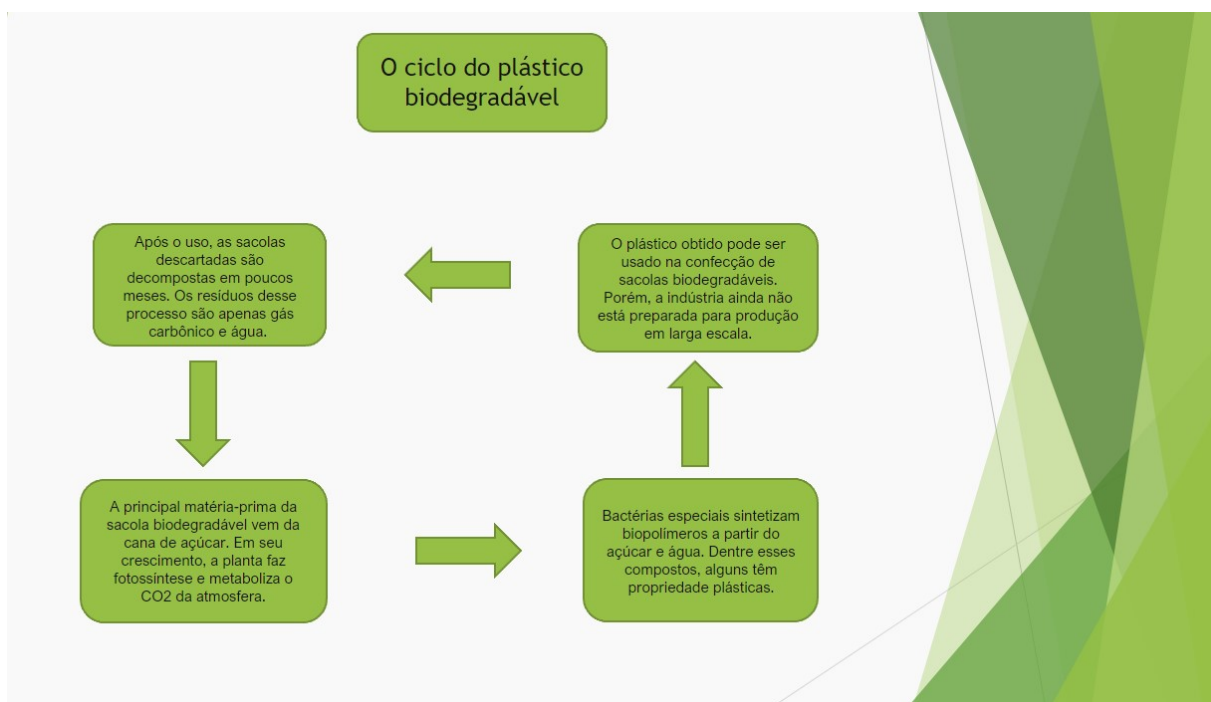 O ciclo do plástico
biodegradável
Após o uso, as sacolas
descartadas são
decompostas em poucos
meses. Os resíduos desse
processo são apenas gás
carbônico e água.
O plástico obtido pode ser
usado na confecção de
sacolas biodegradáveis.
Porém, a indústria ainda não
está preparada para produção
em larga escala.
A principal matéria-prima da
sacola biodegradável vem da
cana de açúcar. Em seu
crescimento, a planta faz
fotossíntese e metaboliza o
CO2 da atmosfera.
Bactérias especiais sintetizam
biopolímeros a partir do
açúcar e água. Dentre esses
compostos, alguns têm
propriedade plásticas.